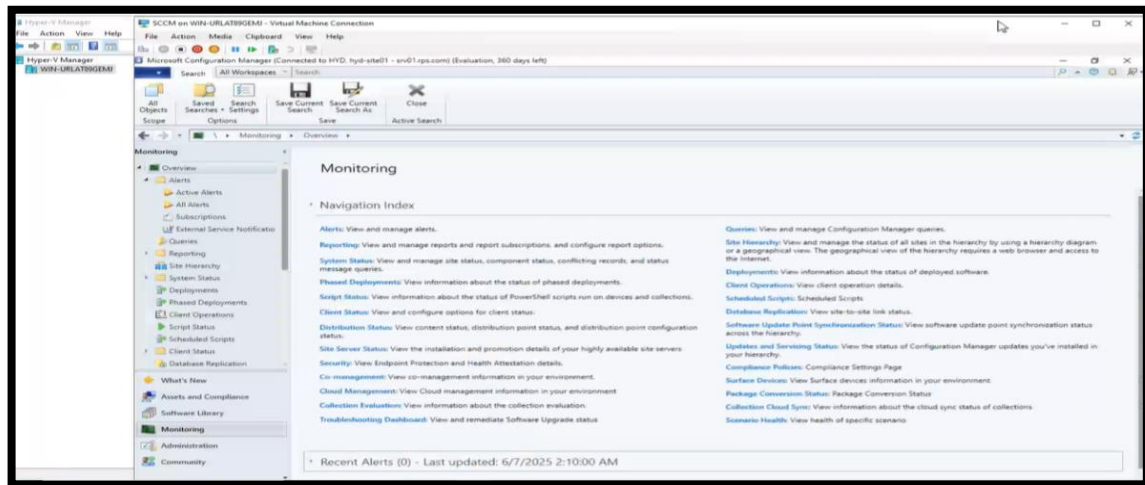 Hyper-V Manager
File Action View Help
Hyper-V Manager
WIN-URLAT89GEMJ
SCCM on WIN-URLAT89GEMJ - Virtual Machine Connection
File Action Media Clipboard View Help
Microsoft Configuration Manager (Connected to HYD, hyd-site01 - srv01.rps.com) (Evaluation, 360 days left)
Search All Workspaces Search
All Objects
Saved Searches
Search Settings
Save Current Search
Save Current Search As
Close
Scope Options Save Active Search
\ Monitoring Overview
Monitoring
Overview
Alerts
Active Alerts
All Alerts
Subscriptions
External Service Notificatio
Queries
Reporting
Site Hierarchy
System Status
Deployments
Phased Deployments
Client Operations
Script Status
Scheduled Scripts
Client Status
Database Replication
What's New
Assets and Compliance
Software Library
Monitoring
Administration
Community
Monitoring
Navigation Index
Alerts: View and manage alerts.
Reporting: View and manage reports and report subscriptions, and configure report options.
System Status: View and manage site status, component status, conflicting records, and status
message queries.
Phased Deployments: View information about the status of phased deployments.
Script Status: View information about the status of PowerShell scripts run on devices and collections.
Client Status: View and configure options for client status.
Distribution Status: View content status, distribution point status, and distribution point configuration
status.
Site Server Status: View the installation and promotion details of your highly available site servers
Security: View Endpoint Protection and Health Attestation details.
Co-management: View co-management information in your environment.
Cloud Management: View Cloud management information in your environment
Collection Evaluation: View information about the collection evaluation.
Troubleshooting Dashboard: View and remediate Software Upgrade status
Queries: View and manage Configuration Manager queries.
Site Hierarchy: View and manage the status of all sites in the hierarchy by using a hierarchy diagram
or a geographical view. The geographical view of the hierarchy requires a web browser and access to
the Internet.
Deployments: View information about the status of deployed software.
Client Operations: View client operation details.
Scheduled Scripts: Scheduled Scripts
Database Replication: View site-to-site link status.
Software Update Point Synchronization Status: View software update point synchronization status
across the hierarchy.
Updates and Servicing Status: View the status of Configuration Manager updates you've installed in
your hierarchy.
Compliance Policies: Compliance Settings Page
Surface Devices: View Surface devices information in your environment
Package Conversion Status: Package Conversion Status
Collection Cloud Sync: View information about the cloud sync status of collections
Scenario Health: View health of specific scenario
Recent Alerts (0) - Last updated: 6/7/2025 2:10:00 AM